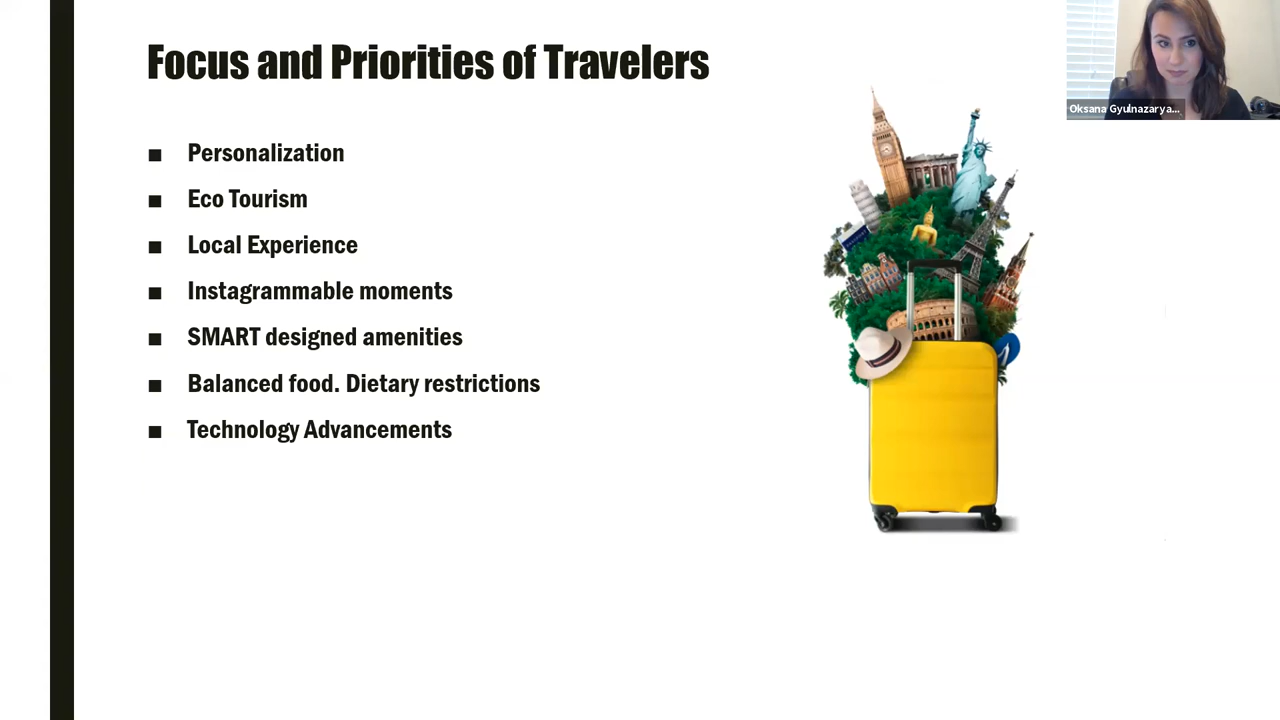 Focus and Priorities of Travelers
Oksana Gyulnazarya...
■ Personalization
■ Eco Tourism
■ Local Experience
■ Instagrammable moments
■ SMART designed amenities
■ Balanced food. Dietary restrictions
■ Technology Advancements